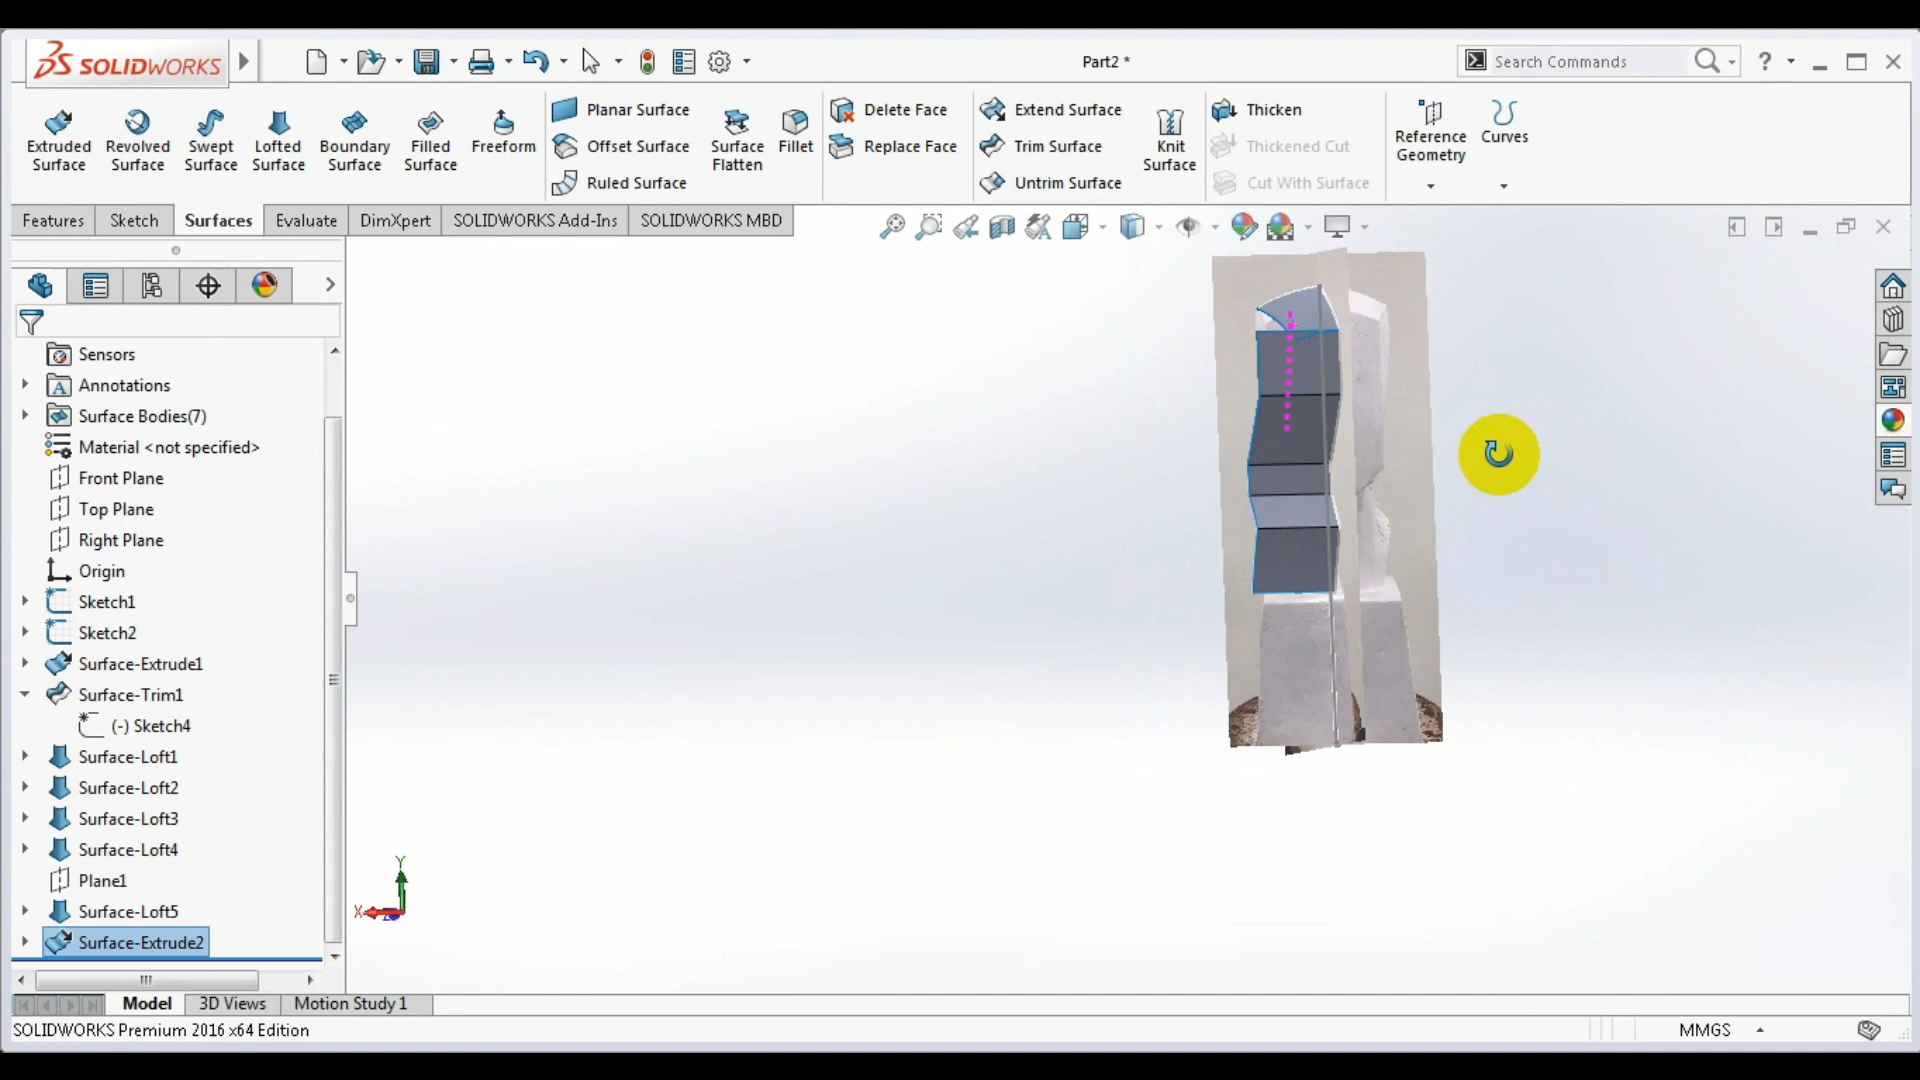 SOLIDWORKS
Part2 *
Search Commands
?
Extruded Surface
Revolved Surface
Swept Surface
Lofted Surface
Boundary Surface
Filled Surface
Freeform
Planar Surface
Offset Surface
Ruled Surface
Surface Flatten
Fillet
Delete Face
Replace Face
Extend Surface
Trim Surface
Untrim Surface
Knit Surface
Thicken
Thickened Cut
Cut With Surface
Reference Geometry
Curves
Features
Sketch
Surfaces
Evaluate
DimXpert
SOLIDWORKS Add-Ins
SOLIDWORKS MBD
Sensors
Annotations
Surface Bodies(7)
Material <not specified>
Front Plane
Top Plane
Right Plane
Origin
Sketch1
Sketch2
Surface-Extrude1
Surface-Trim1
(-) Sketch4
Surface-Loft1
Surface-Loft2
Surface-Loft3
Surface-Loft4
Plane1
Surface-Loft5
Surface-Extrude2
Y
X
Z
Model
3D Views
Motion Study 1
SOLIDWORKS Premium 2016 x64 Edition
MMGS